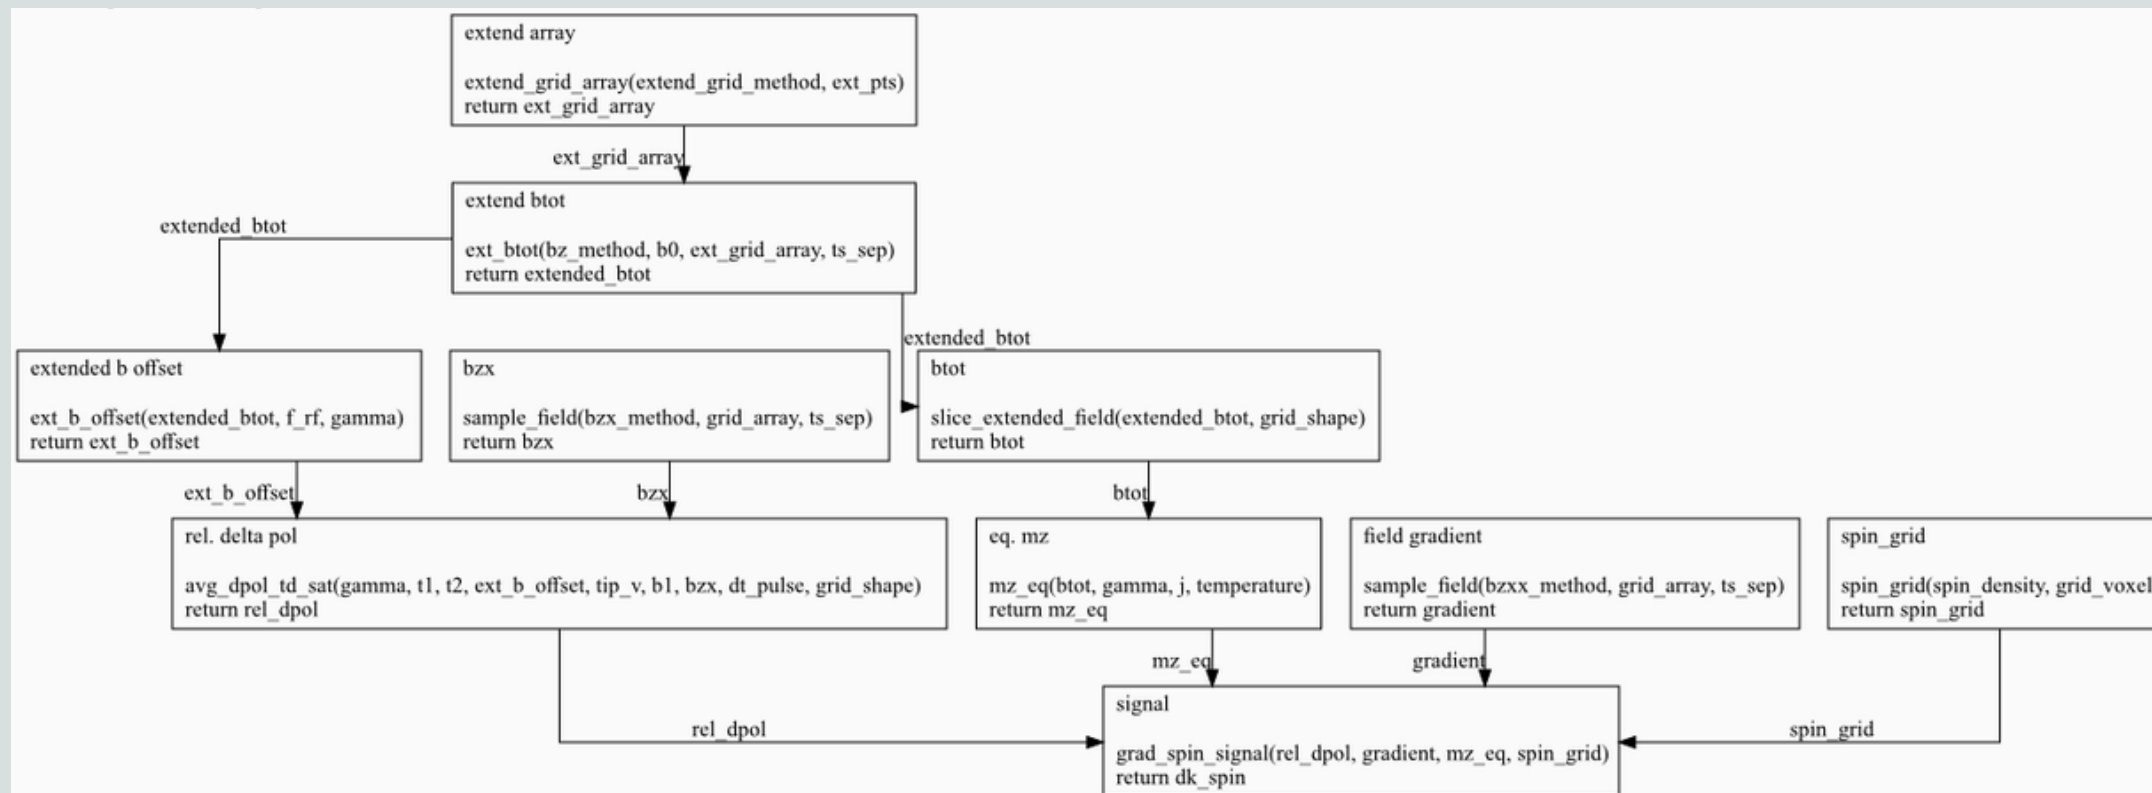 extend array
extend_grid_array(extend_grid_method, ext_pts)
return ext_grid_array
ext_grid_array
extend btot
ext_btot(bz_method, b0, ext_grid_array, ts_sep)
return extended_btot
extended_btot
extended_btot
extended b offset
ext_b_offset(extended_btot, f_rf, gamma)
return ext_b_offset
bzx
sample_field(bzx_method, grid_array, ts_sep)
return bzx
btot
slice_extended_field(extended_btot, grid_shape)
return btot
ext_b_offset
bzx
btot
rel. delta pol
avg_dpol_td_sat(gamma, t1, t2, ext_b_offset, tip_v, b1, bzx, dt_pulse, grid_shape)
return rel_dpol
eq. mz
mz_eq(btot, gamma, j, temperature)
return mz_eq
field gradient
sample_field(bzxx_method, grid_array, ts_sep)
return gradient
spin_grid
spin_grid(spin_density, grid_voxel
return spin_grid
mz_eq
gradient
rel_dpol
spin_grid
signal
grad_spin_signal(rel_dpol, gradient, mz_eq, spin_grid)
return dk_spin